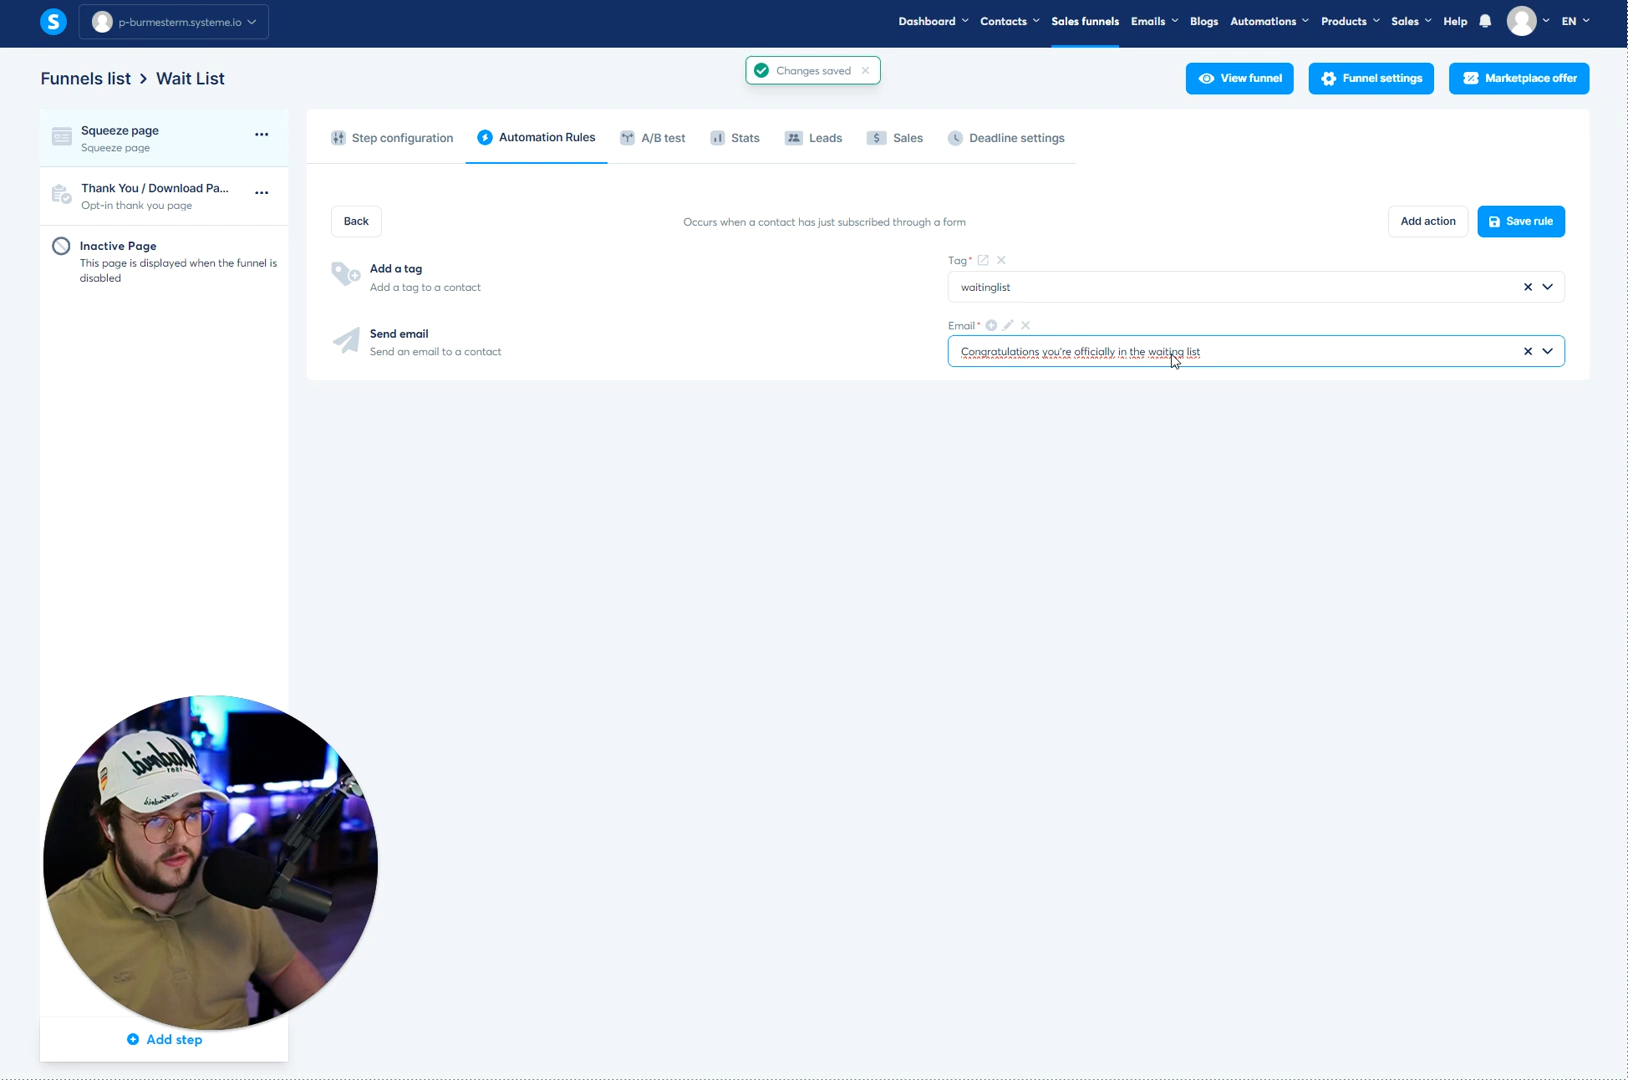 S
p-burmesterm.systeme.io
Dashboard Contacts Sales funnels Emails Blogs Automations Products Sales Help EN
Funnels list > Wait List
Changes saved
View funnel Funnel settings Marketplace offer
Squeeze page
Squeeze page
Thank You / Download Pa...
Opt-in thank you page
Inactive Page
This page is displayed when the funnel is
disabled
Add step
Step configuration Automation Rules A/B test Stats Leads Sales Deadline settings
Back
Occurs when a contact has just subscribed through a form
Add action
Save rule
Add a tag
Add a tag to a contact
Tag*
waitinglist
Send email
Send an email to a contact
Email*
Congratulations you're officially in the waiting list